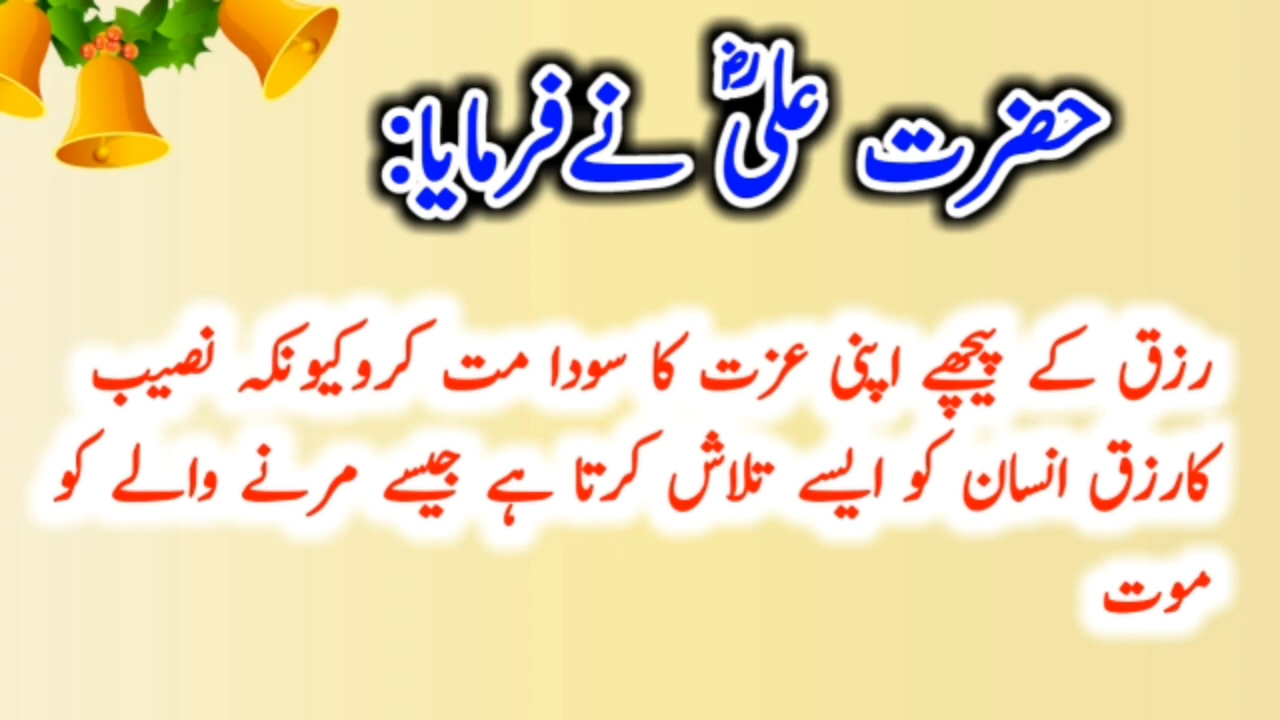 حضرت علیؓ نے فرمایا:
رزق کے پیچھے اپنی عزت کا سودا مت کرو کیونکہ نصیب
کا رزق انسان کو ایسے تلاش کرتا ہے جیسے مرنے والے کو
موت